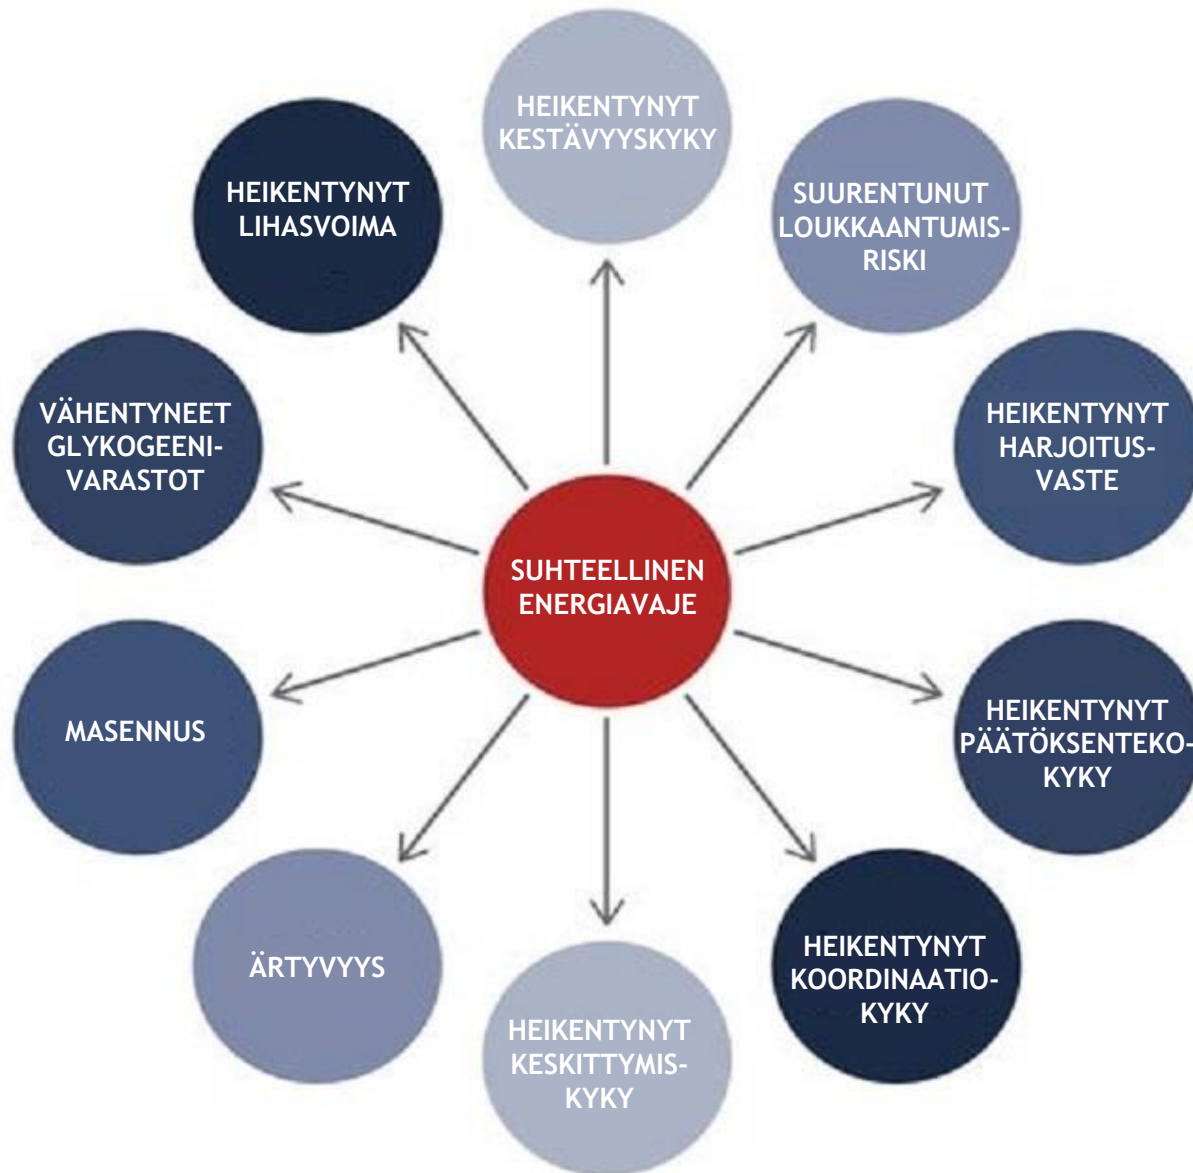 HEIKENTYNYT
KESTÄVYYSKYKY
SUURENTUNUT
LOUKKAANTUMIS-
RISKI
HEIKENTYNYT
HARJOITUS-
VASTE
HEIKENTYNYT
PÄÄTÖKSENTEKO-
KYKY
HEIKENTYNYT
KOORDINAATIO-
KYKY
HEIKENTYNYT
KESKITTYMIS-
KYKY
ÄRTYVYYS
MASENNUS
VÄHENTYNEET
GLYKOGEENI-
VARASTOT
HEIKENTYNYT
LIHASVOIMA
SUHTEELLINEN
ENERGIAVAJE